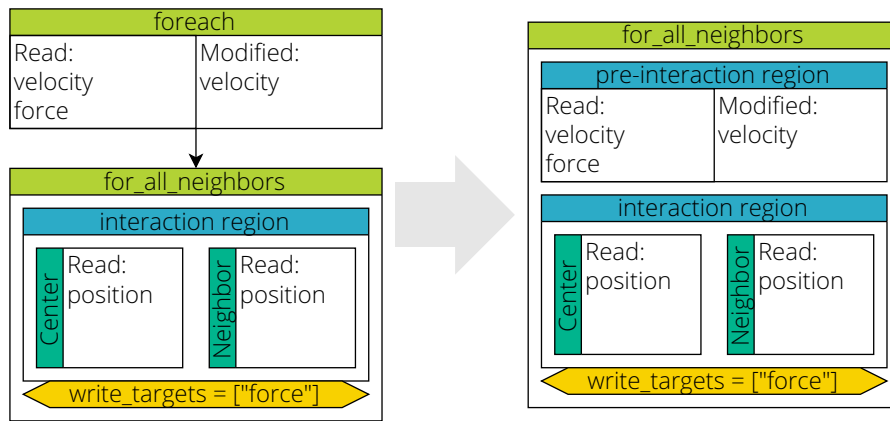 foreach
Read:
velocity
force
Modified:
velocity
for_all_neighbors
interaction region
Center
Read:
position
Neighbor
Read:
position
write_targets = ["force"]
for_all_neighbors
pre-interaction region
Read:
velocity
force
Modified:
velocity
interaction region
Center
Read:
position
Neighbor
Read:
position
write_targets = ["force"]